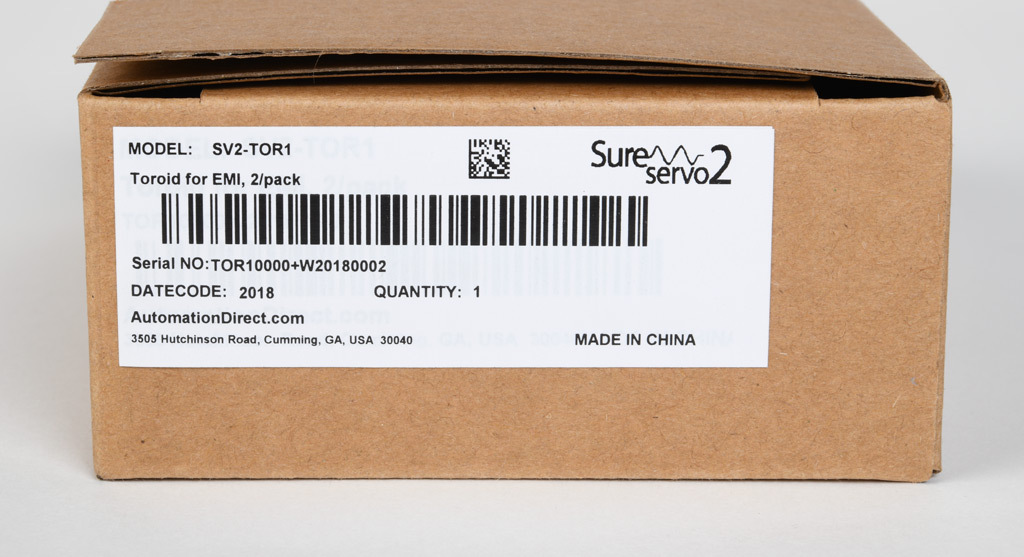 MODEL: SV2-TOR1
Sure servo2
Toroid for EMI, 2/pack
Serial NO:TOR10000+W20180002
DATECODE: 2018 QUANTITY: 1
AutomationDirect.com
3505 Hutchinson Road, Cumming, GA, USA 30040
MADE IN CHINA